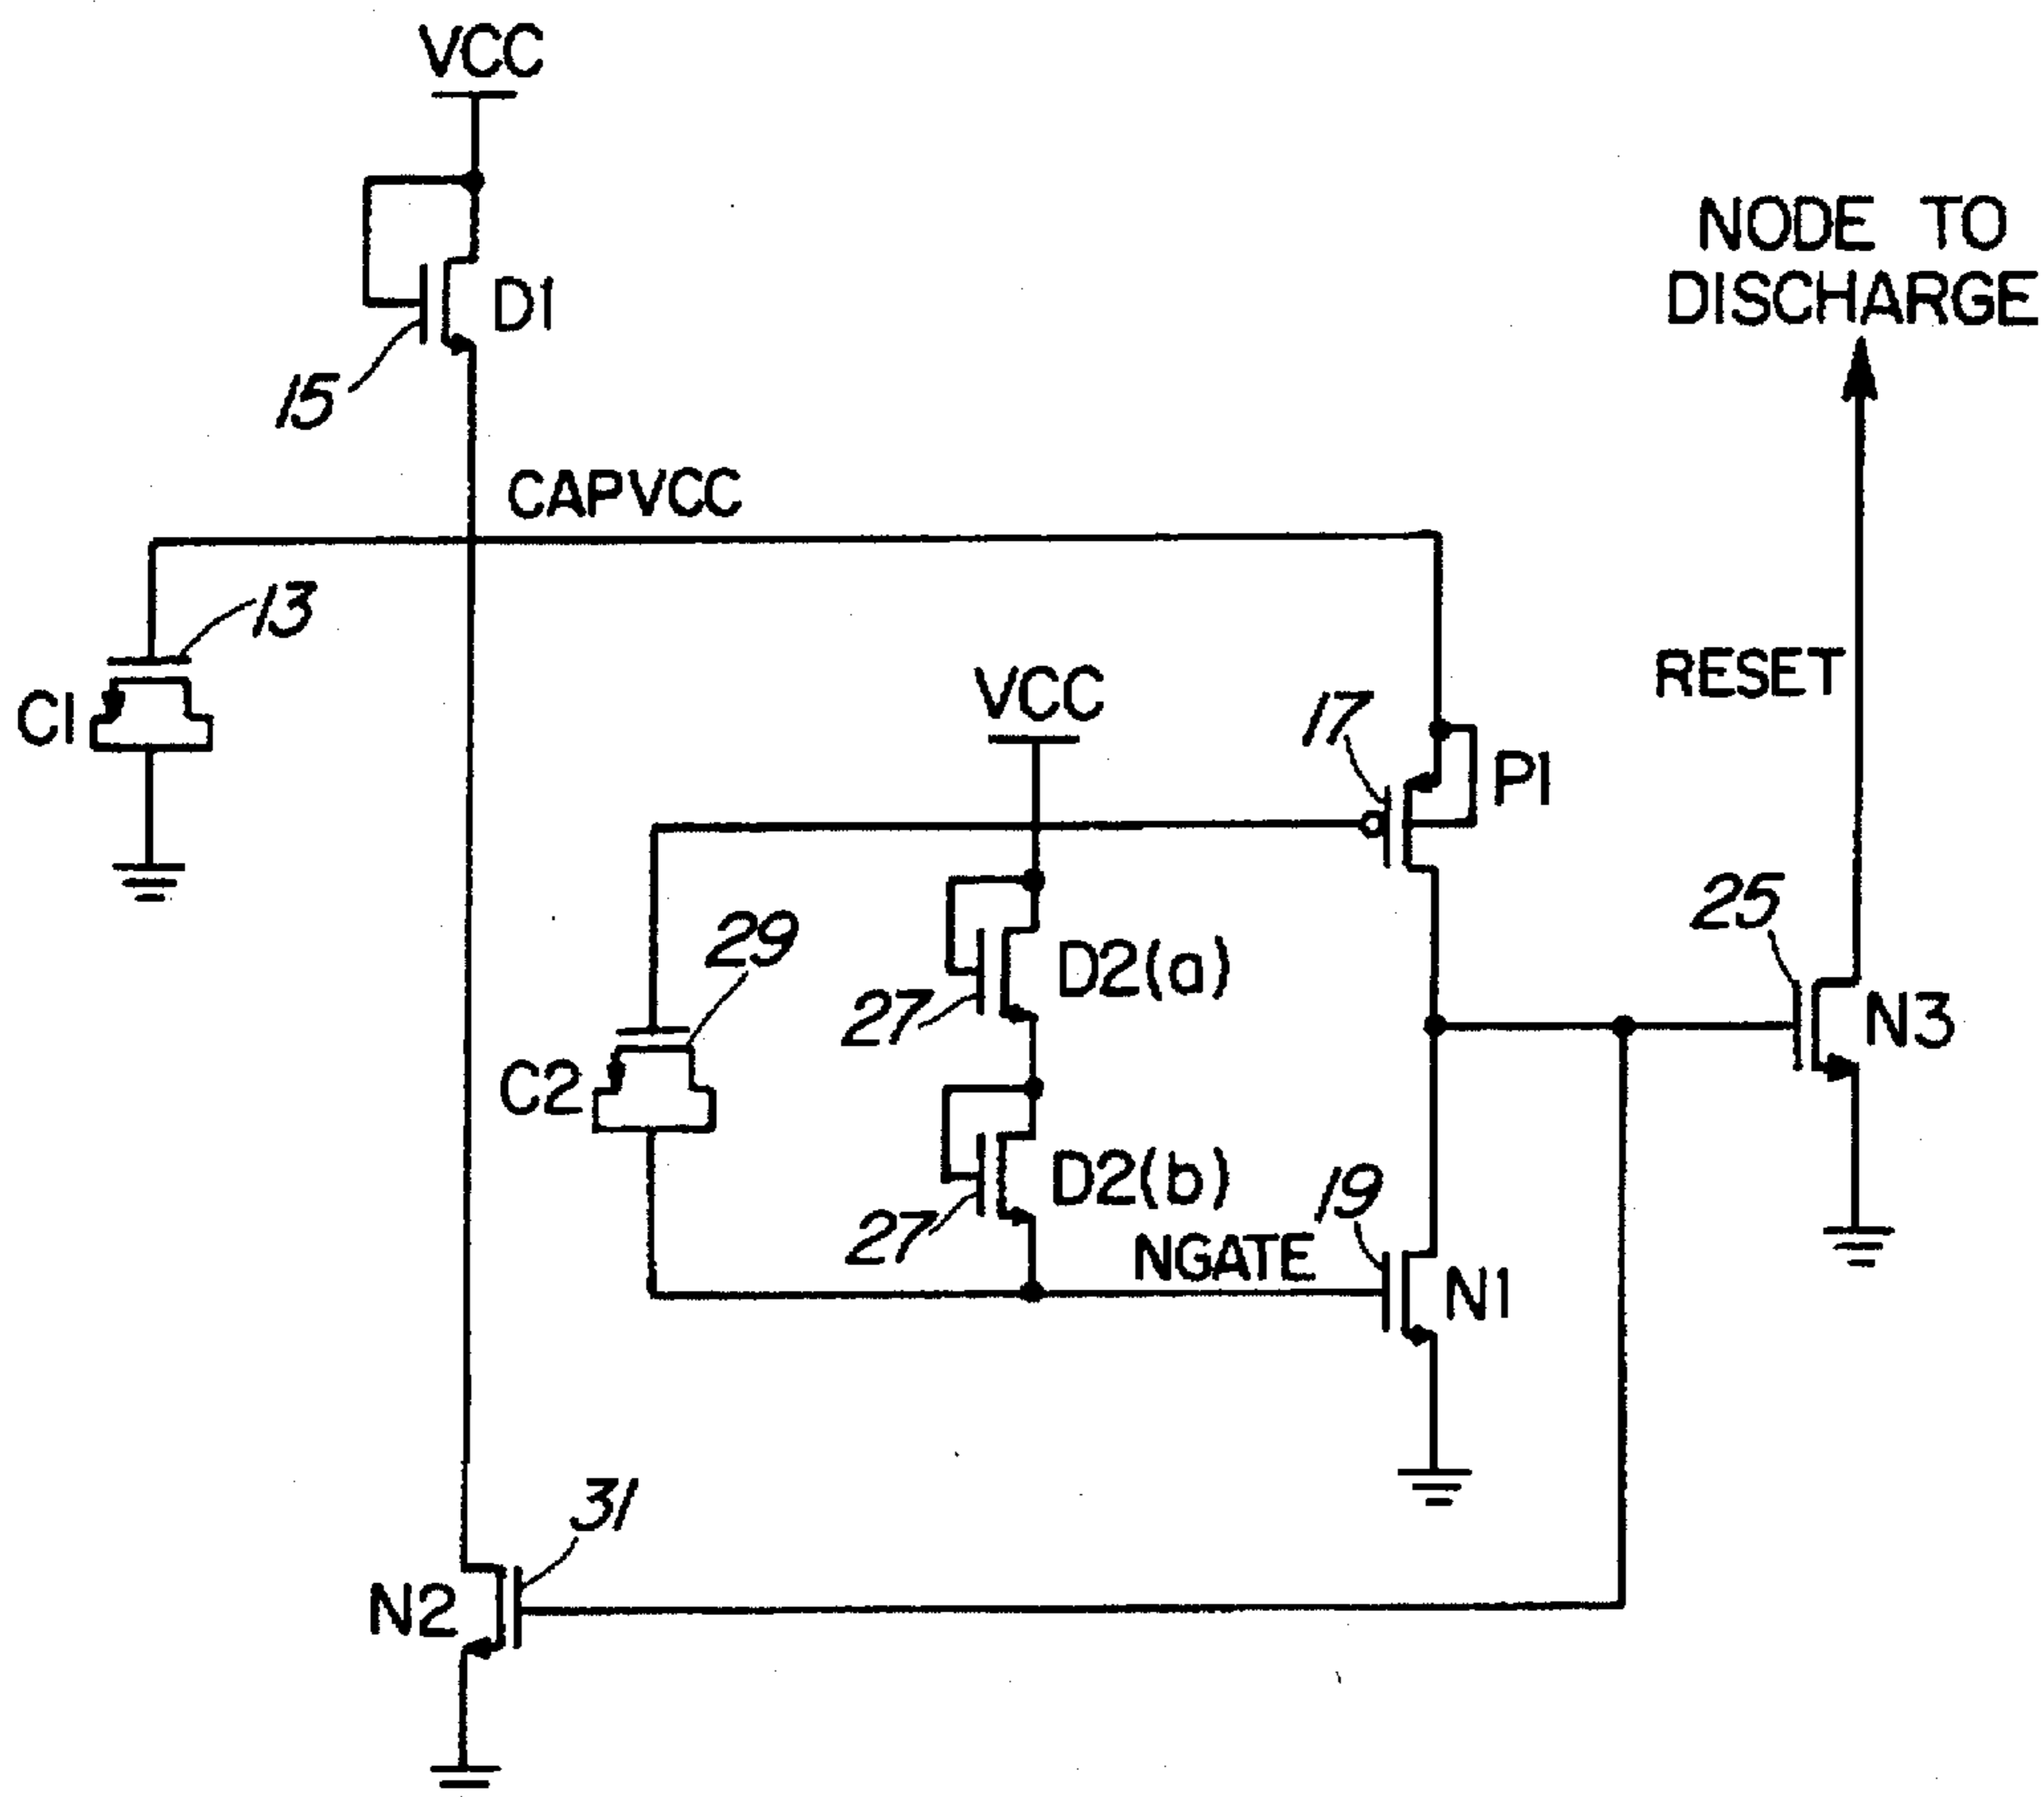 VCC
D1
15
NODE TO
DISCHARGE
CAPVCC
13
C1
RESET
VCC
17
P1
29
D2(a)
27
25
N3
C2
D2(b)
27
NGATE
19
N1
31
N2